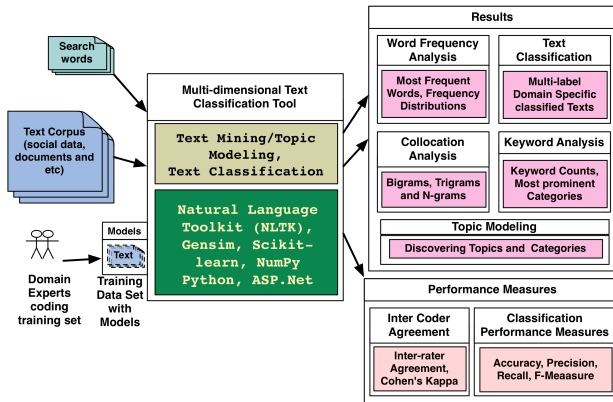 Search
words
Text Corpus
(social data,
documents and
etc)
Domain
Experts
coding
training set
Models
Text
Training
Data Set
with
Models
Multi-dimensional Text
Classification Tool
Text Mining/Topic
Modeling,
Text Classification
Natural Language
Toolkit (NLTK),
Gensim, Scikit-
learn, NumPy
Python, ASP.Net
Results
Word Frequency
Analysis
Most Frequent
Words, Frequency
Distributions
Text
Classification
Multi-label
Domain Specific
classified Texts
Collocation
Analysis
Bigrams, Trigrams
and N-grams
Keyword Analysis
Keyword Counts,
Most prominent
Categories
Topic Modeling
Discovering Topics and Categories
Performance Measures
Inter Coder
Agreement
Inter-rater
Agreement,
Cohen's Kappa
Classification
Performance Measures
Accuracy, Precision,
Recall, F-Meaasure